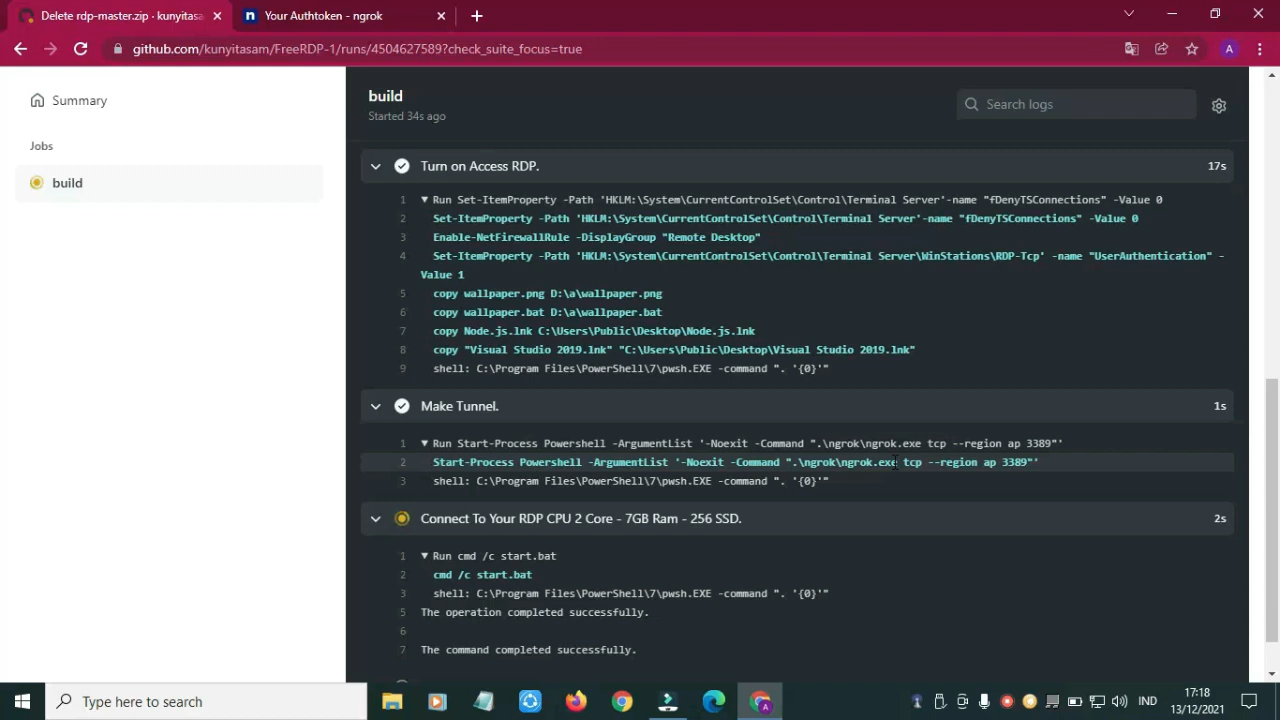 Delete rdp-master.zip · kunyitasa
Your Authtoken - ngrok
github.com/kunyitasam/FreeRDP-1/runs/4504627589?check_suite_focus=true
A
Summary
Jobs
build
build
Started 34s ago
Search logs
Turn on Access RDP.
17s
1 Run Set-ItemProperty -Path 'HKLM:\System\CurrentControlSet\Control\Terminal Server'-name "fDenyTSConnections" -Value 0
2 Set-ItemProperty -Path 'HKLM:\System\CurrentControlSet\Control\Terminal Server'-name "fDenyTSConnections" -Value 0
3 Enable-NetFirewallRule -DisplayGroup "Remote Desktop"
4 Set-ItemProperty -Path 'HKLM:\System\CurrentControlSet\Control\Terminal Server\WinStations\RDP-Tcp' -name "UserAuthentication" -
Value 1
5 copy wallpaper.png D:\a\wallpaper.png
6 copy wallpaper.bat D:\a\wallpaper.bat
7 copy Node.js.lnk C:\Users\Public\Desktop\Node.js.lnk
8 copy "Visual Studio 2019.lnk" "C:\Users\Public\Desktop\Visual Studio 2019.lnk"
9 shell: C:\Program Files\PowerShell\7\pwsh.EXE -command ". '{0}'"
Make Tunnel.
1s
1 Run Start-Process Powershell -ArgumentList '-Noexit -Command ".\ngrok\ngrok.exe tcp --region ap 3389"'
2 Start-Process Powershell -ArgumentList '-Noexit -Command ".\ngrok\ngrok.exe tcp --region ap 3389"'
3 shell: C:\Program Files\PowerShell\7\pwsh.EXE -command ". '{0}'"
Connect To Your RDP CPU 2 Core - 7GB Ram - 256 SSD.
2s
1 Run cmd /c start.bat
2 cmd /c start.bat
3 shell: C:\Program Files\PowerShell\7\pwsh.EXE -command ". '{0}'"
5 The operation completed successfully.
6
7 The command completed successfully.
Type here to search
IND
17:18
13/12/2021